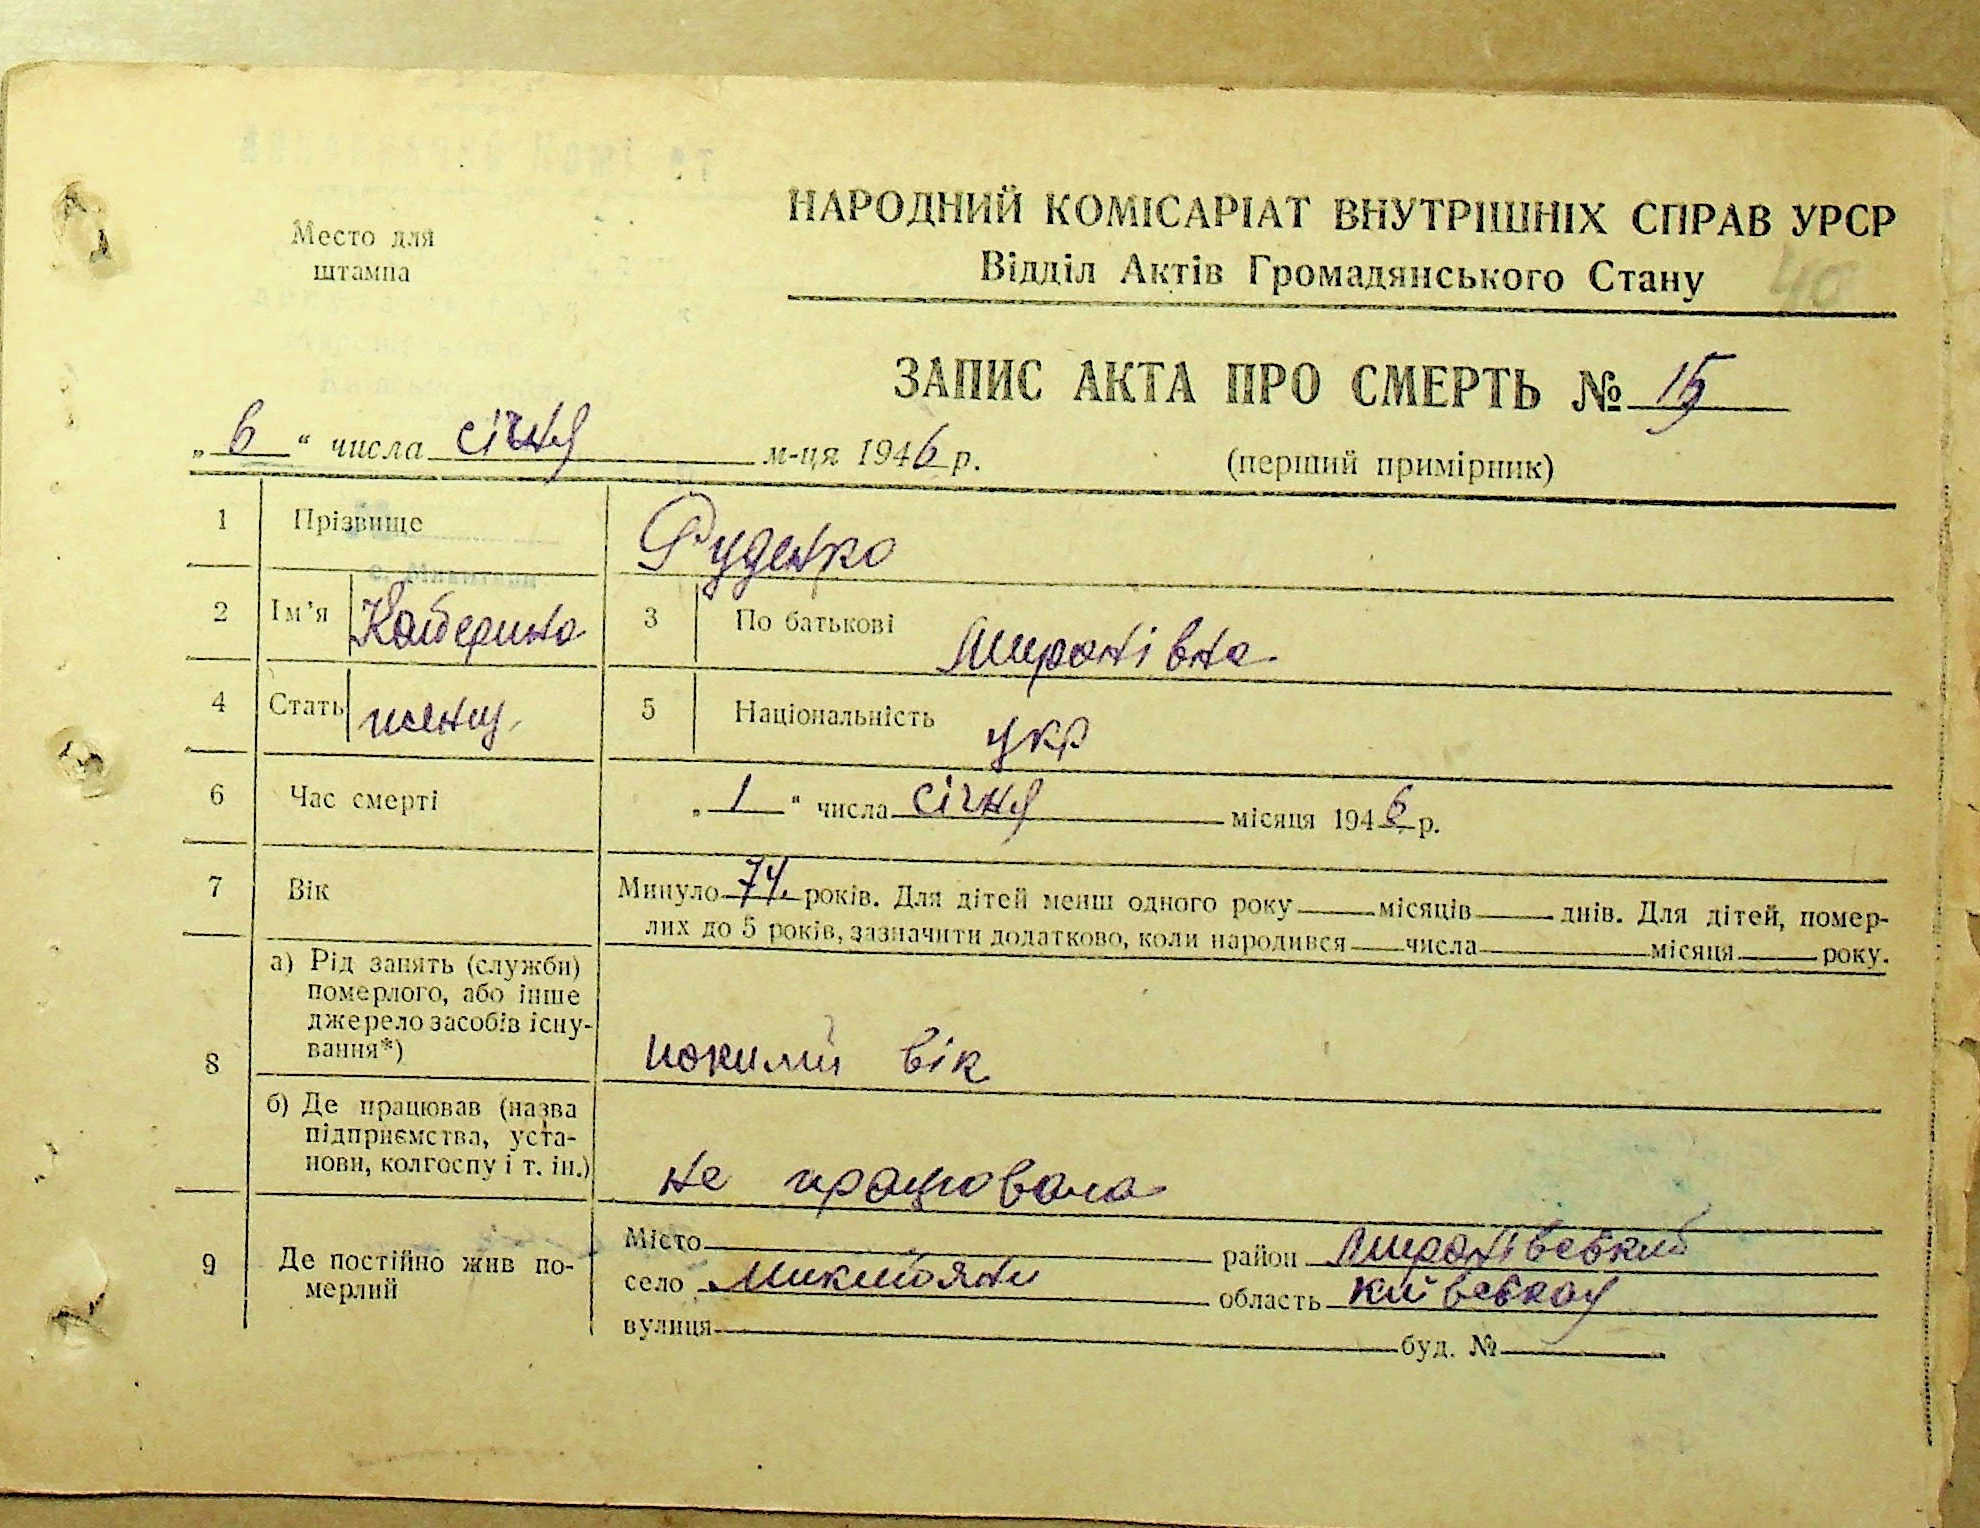 Место для
штампа
НАРОДНИЙ КОМІСАРІАТ ВНУТРІШНІХ СПРАВ УРСР
Відділ Актів Громадянського Стану
40
ЗАПИС АКТА ПРО СМЕРТЬ № 15
„6“ числа січня м-ця 1946 р.
(перший примірник)
1 Прізвище Руденко
2 Ім'я Катерина 3 По батькові Миронівна
4 Стать жіноч. 5 Національність укр
6 Час смерті „1“ числа січня місяця 1946 р.
7 Вік Минуло 74 років. Для дітей менш одного року місяців днів. Для дітей, помер-
лих до 5 років, зазначити додатково, коли народився числа місяця року.
8 а) Рід занять (служби)
померлого, або інше
джерело засобів існу-
вання*)
вік
б) Де працював (назва
підприємства, уста-
нови, колгоспу і т. ін.)
не працювала
9 Де постійно жив по-
мерлий
Місто район Миронівський
село Микитяни область Київська
вулиця буд. №